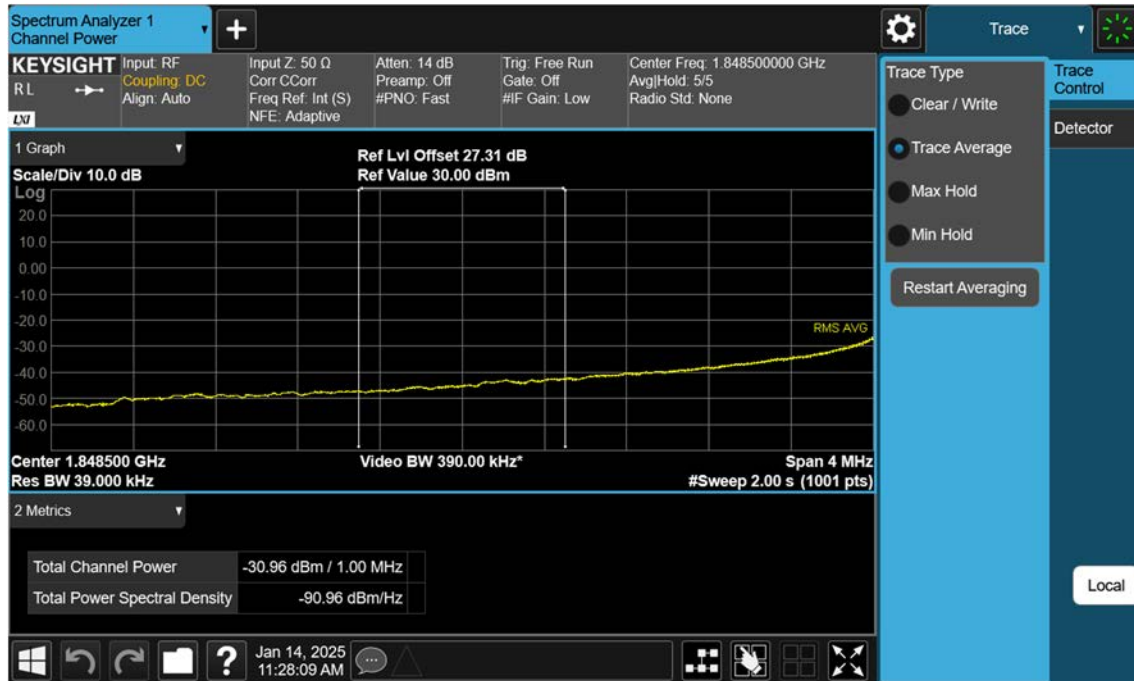 Spectrum Analyzer 1
Channel Power
+
Trace
KEYSIGHT
RL
LXI
Input: RF
Coupling: DC
Align: Auto
Input Z: 50 Ω
Corr CCorr
Freq Ref: Int (S)
NFE: Adaptive
Atten: 14 dB
Preamp: Off
#PNO: Fast
Trig: Free Run
Gate: Off
#IF Gain: Low
Center Freq: 1.848500000 GHz
Avg|Hold: 5/5
Radio Std: None
1 Graph
Scale/Div 10.0 dB
Ref Lvl Offset 27.31 dB
Ref Value 30.00 dBm
Log
20.0
10.0
0.00
-10.0
-20.0
-30.0
-40.0
-50.0
-60.0
RMS AVG
Center 1.848500 GHz
Res BW 39.000 kHz
Video BW 390.00 kHz*
Span 4 MHz
#Sweep 2.00 s (1001 pts)
2 Metrics
Total Channel Power -30.96 dBm / 1.00 MHz
Total Power Spectral Density -90.96 dBm/Hz
Trace Type
Clear / Write
Trace Average
Max Hold
Min Hold
Restart Averaging
Trace
Control
Detector
Local
?
Jan 14, 2025
11:28:09 AM